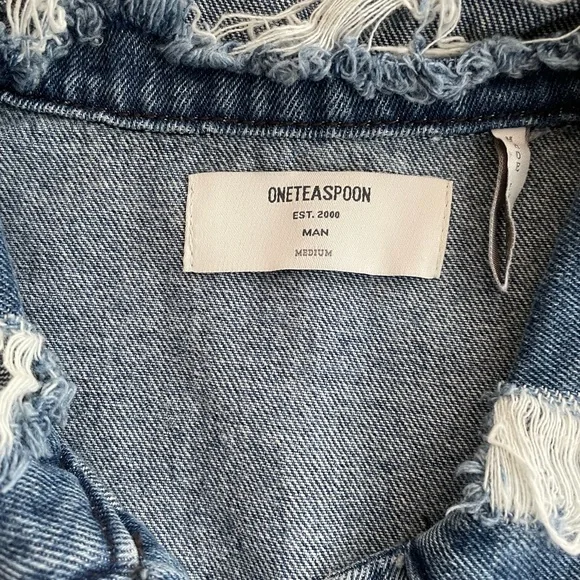 ONETEASPOON
EST. 2000
MAN
MEDIUM